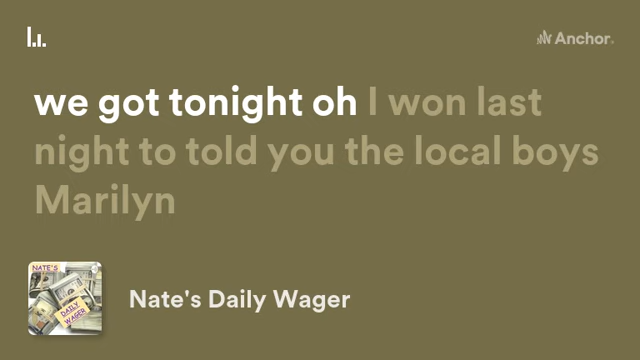 Anchor
we got tonight oh I won last
night to told you the local boys
Marilyn
NATE'S
DAILY
WAGER
Nate's Daily Wager